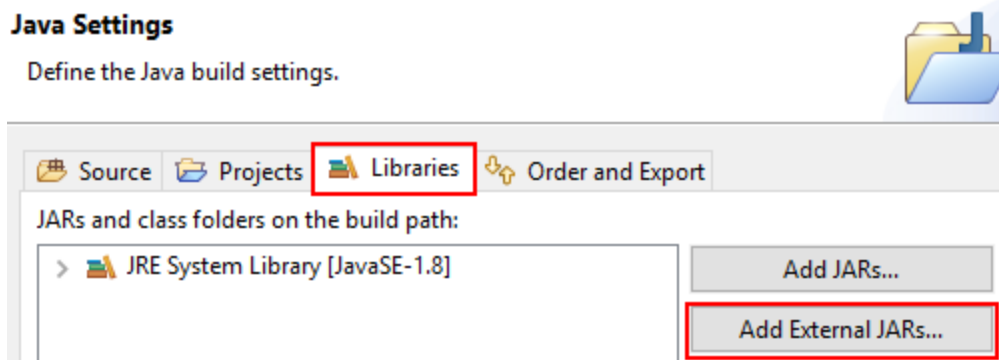 Java Settings
Define the Java build settings.
Source Projects Libraries Order and Export
JARs and class folders on the build path:
JRE System Library [JavaSE-1.8]
Add JARs...
Add External JARs...